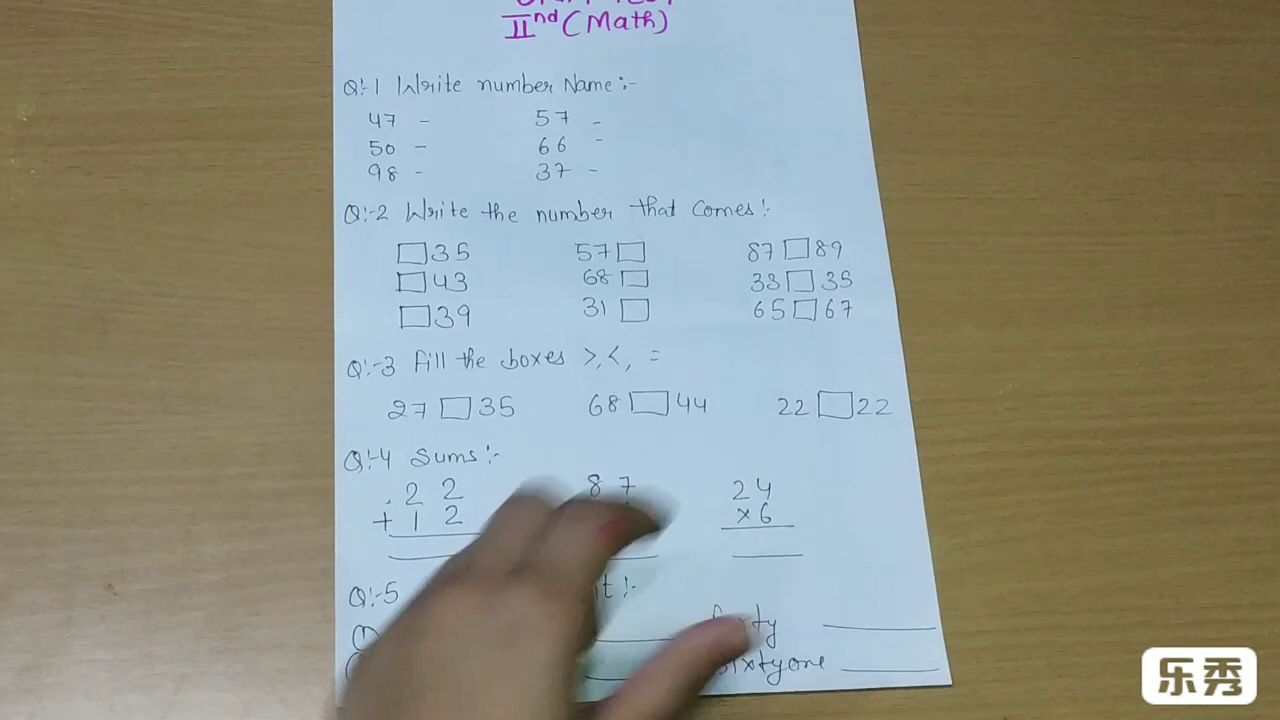 IInd (Math)
Q:-1 Write number Name:-
47 - 57 -
50 - 66 -
98 - 37 -
Q:-2 Write the number that comes:-
□35 57□ 87□89
□43 68□ 33□35
□39 31□ 65□67
Q:-3 Fill the boxes >,<, =
27□35 68□44 22□22
Q:-4 Sums:-
22 87 24
+12 ×6
Q:-5
①
sixtyone
乐秀